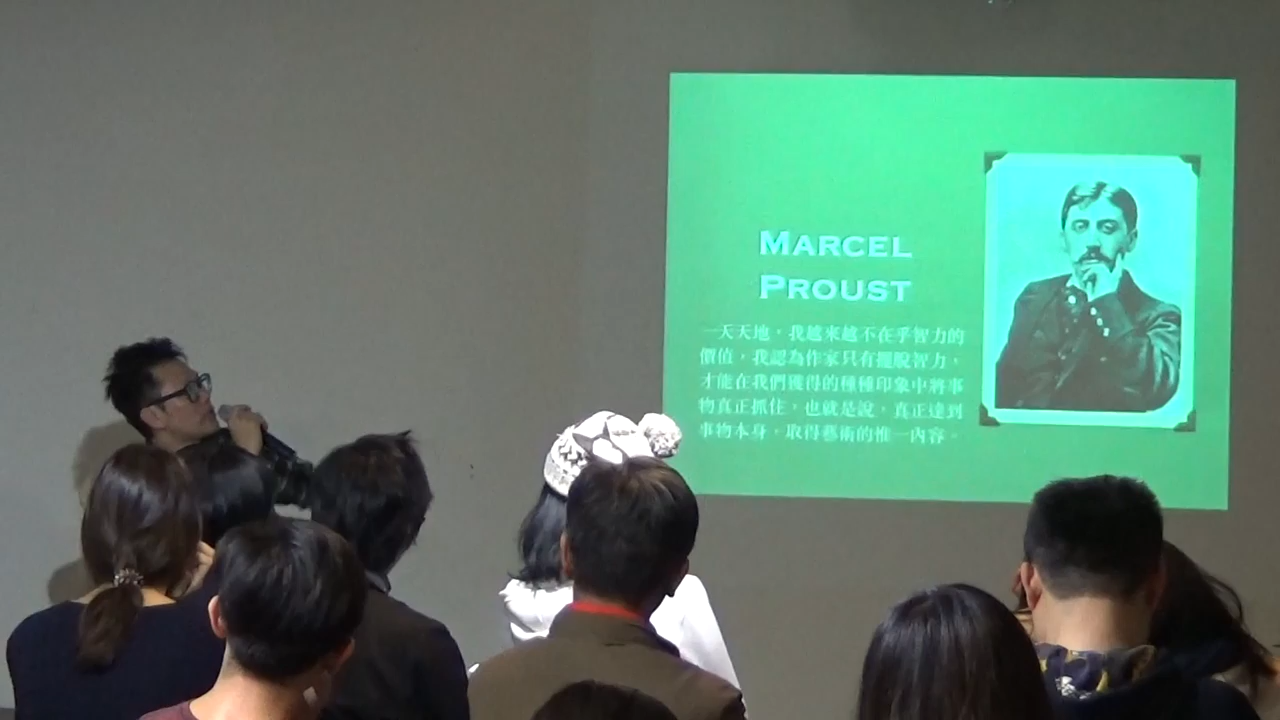 MARCEL
PROUST
一天天地，我越來越不在乎智力的
價值，我認為作家只有擺脫智力，
才能在我們獲得的種種印象中將事
物真正抓住，也就是說，真正達到
事物本身，取得藝術的惟一內容。